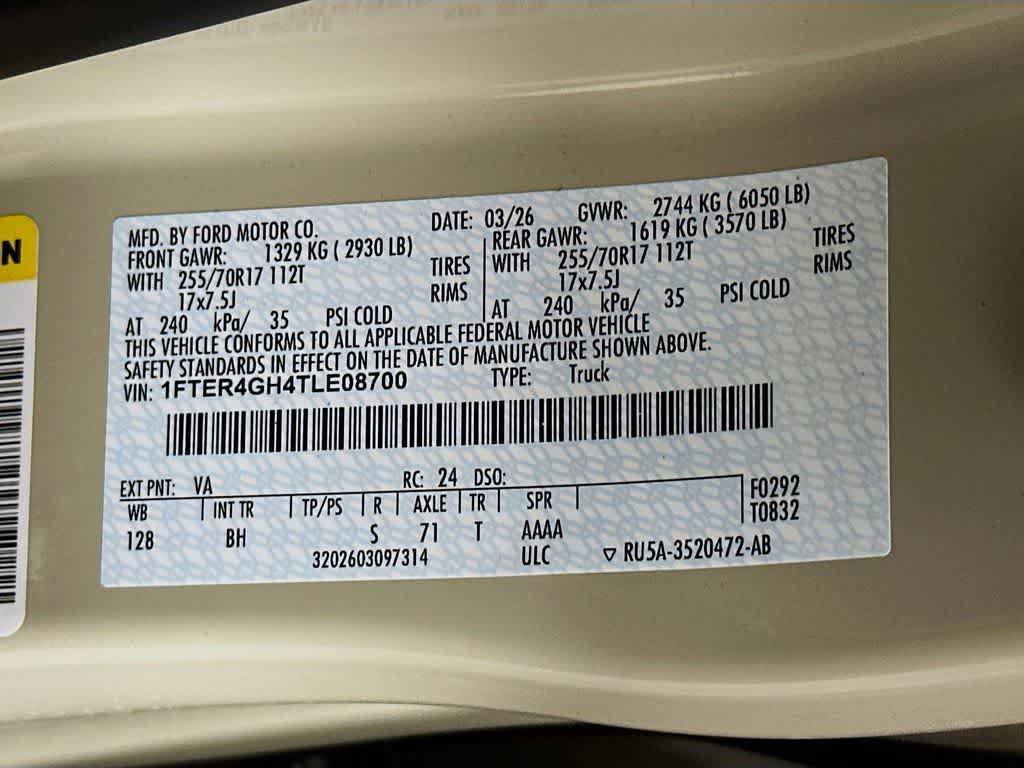 N
MFD. BY FORD MOTOR CO. DATE: 03/26 GVWR: 2744 KG ( 6050 LB)
FRONT GAWR: 1329 KG ( 2930 LB) REAR GAWR: 1619 KG ( 3570 LB)
WITH 255/70R17 112T TIRES WITH 255/70R17 112T TIRES
17x7.5J RIMS 17x7.5J RIMS
AT 240 kPa/ 35 PSI COLD AT 240 kPa/ 35 PSI COLD
THIS VEHICLE CONFORMS TO ALL APPLICABLE FEDERAL MOTOR VEHICLE
SAFETY STANDARDS IN EFFECT ON THE DATE OF MANUFACTURE SHOWN ABOVE.
VIN: 1FTER4GH4TLE08700 TYPE: Truck
EXT PNT: VA RC: 24 DSO:
WB INT TR TP/PS R AXLE TR SPR F0292
128 BH S 71 T AAAA T0832
3202603097314 ULC ▽ RU5A-3520472-AB